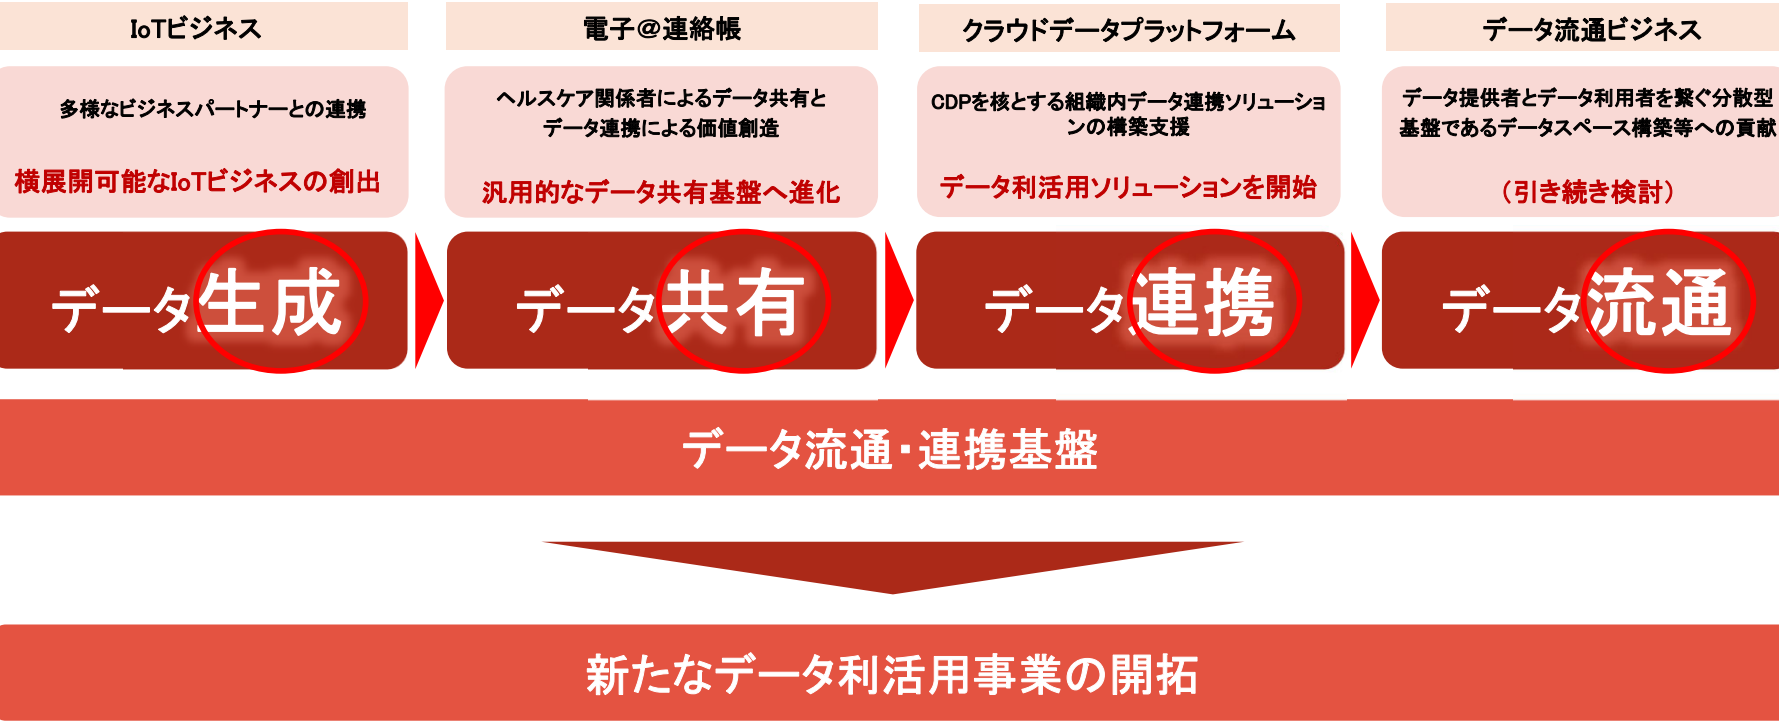 IoTビジネス
多様なビジネスパートナーとの連携
横展開可能なIoTビジネスの創出
データ生成
電子@連絡帳
ヘルスケア関係者によるデータ共有と
データ連携による価値創造
汎用的なデータ共有基盤へ進化
データ共有
クラウドデータプラットフォーム
CDPを核とする組織内データ連携ソリューショ
ンの構築支援
データ利活用ソリューションを開始
データ連携
データ流通ビジネス
データ提供者とデータ利用者を繋ぐ分散型
基盤であるデータスペース構築等への貢献
(引き続き検討)
データ流通
データ流通・連携基盤
新たなデータ利活用事業の開拓